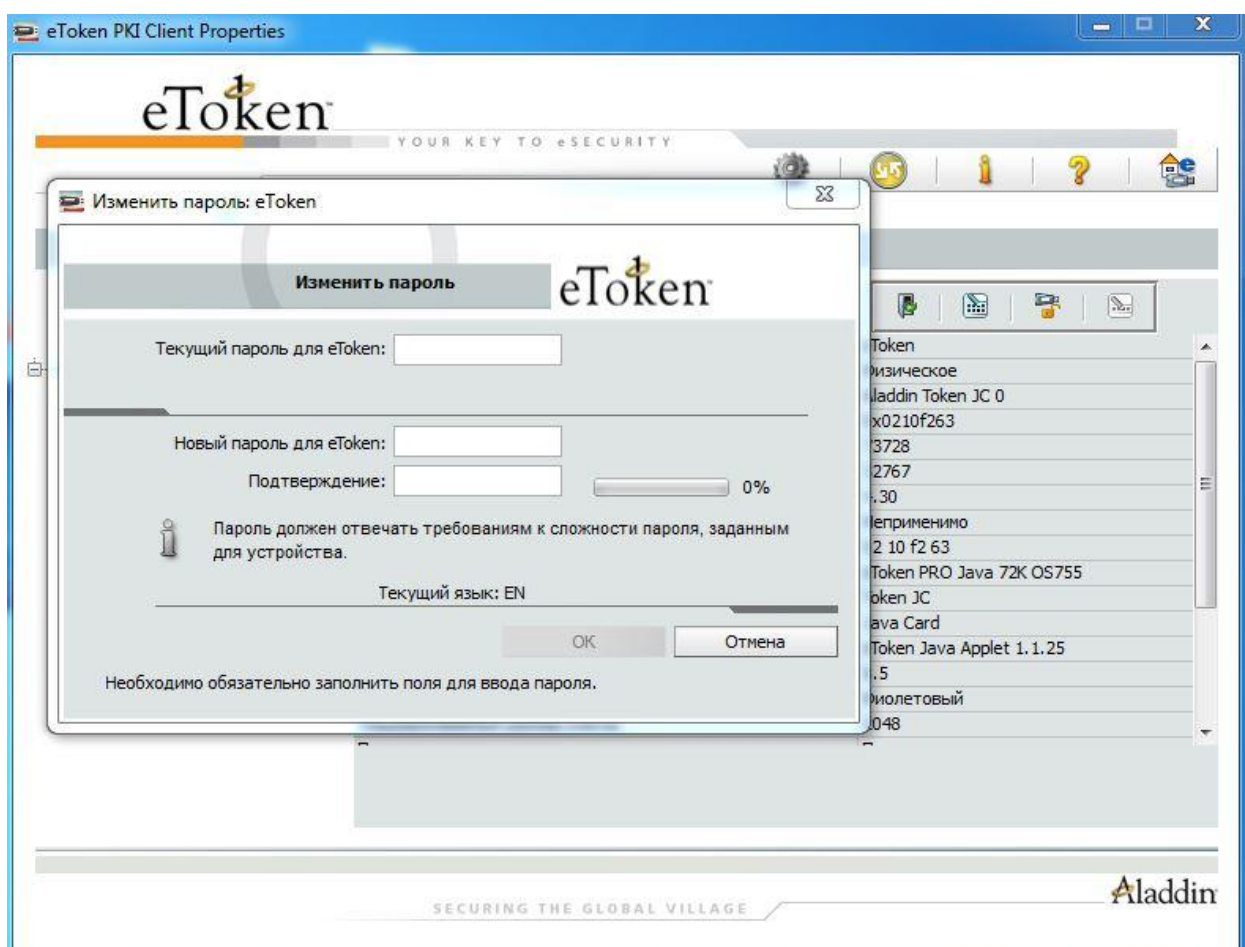 eToken PKI Client Properties
eToken
YOUR KEY TO eSECURITY
Изменить пароль: eToken
Изменить пароль
eToken
Текущий пароль для eToken:
Новый пароль для eToken:
Подтверждение:
0%
Пароль должен отвечать требованиям к сложности пароля, заданным
для устройства.
Текущий язык: EN
OK
Отмена
Необходимо обязательно заполнить поля для ввода пароля.
Token
изическое
laddin Token JC 0
x0210f263
3728
2767
.30
еприменимо
2 10 f2 63
Token PRO Java 72K OS755
oken JC
ava Card
Token Java Applet 1.1.25
.5
иолетовый
048
Aladdin
SECURING THE GLOBAL VILLAGE